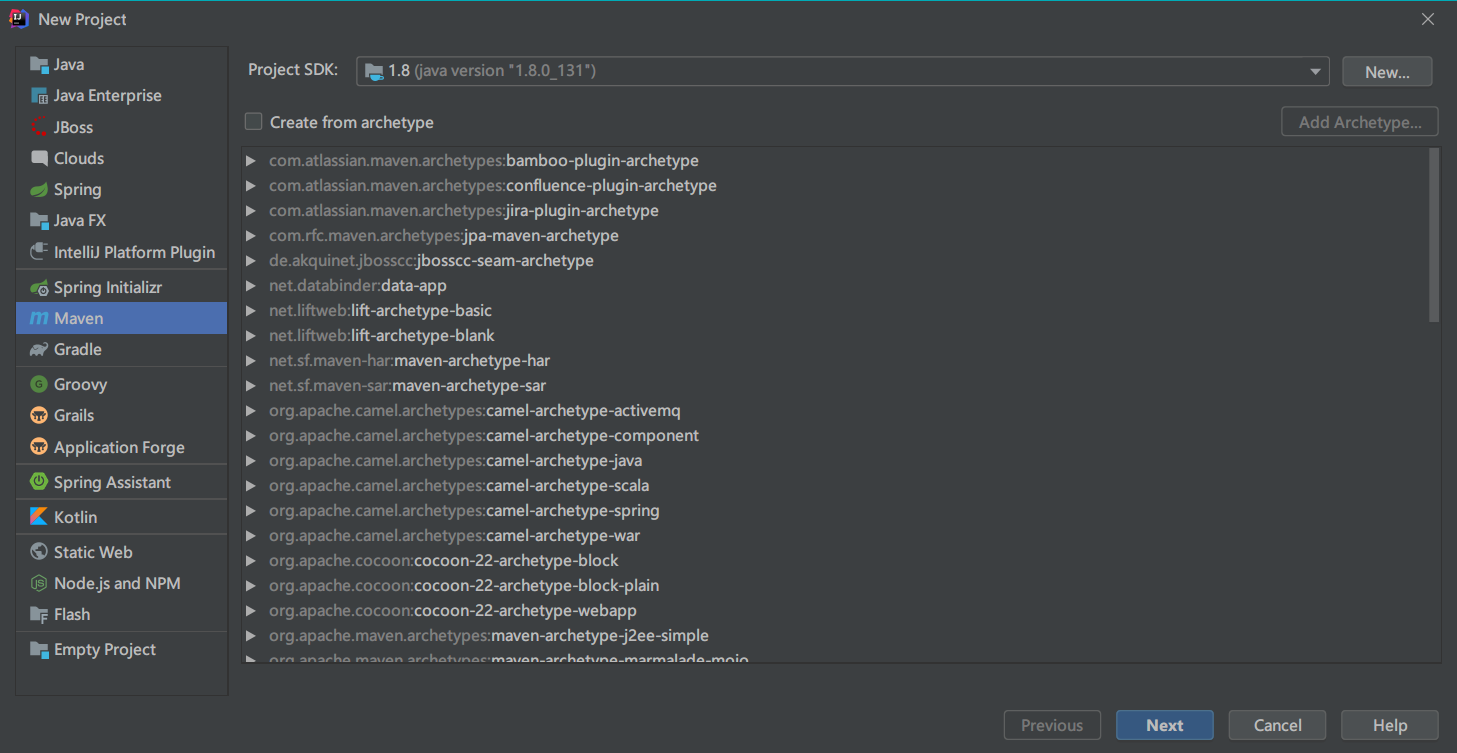 New Project
Java
Java Enterprise
JBoss
Clouds
Spring
Java FX
IntelliJ Platform Plugin
Spring Initializr
Maven
Gradle
Groovy
Grails
Application Forge
Spring Assistant
Kotlin
Static Web
Node.js and NPM
Flash
Empty Project
Project SDK: 1.8 (java version "1.8.0_131") New...
Create from archetype Add Archetype...
com.atlassian.maven.archetypes:bamboo-plugin-archetype
com.atlassian.maven.archetypes:confluence-plugin-archetype
com.atlassian.maven.archetypes:jira-plugin-archetype
com.rfc.maven.archetypes:jpa-maven-archetype
de.akquinet.jbosscc:jbosscc-seam-archetype
net.databinder:data-app
net.liftweb:lift-archetype-basic
net.liftweb:lift-archetype-blank
net.sf.maven-har:maven-archetype-har
net.sf.maven-sar:maven-archetype-sar
org.apache.camel.archetypes:camel-archetype-activemq
org.apache.camel.archetypes:camel-archetype-component
org.apache.camel.archetypes:camel-archetype-java
org.apache.camel.archetypes:camel-archetype-scala
org.apache.camel.archetypes:camel-archetype-spring
org.apache.camel.archetypes:camel-archetype-war
org.apache.cocoon:cocoon-22-archetype-block
org.apache.cocoon:cocoon-22-archetype-block-plain
org.apache.cocoon:cocoon-22-archetype-webapp
org.apache.maven.archetypes:maven-archetype-j2ee-simple
org.apache.maven.archetypes:maven-archetype-marmalade-mojo
Previous Next Cancel Help